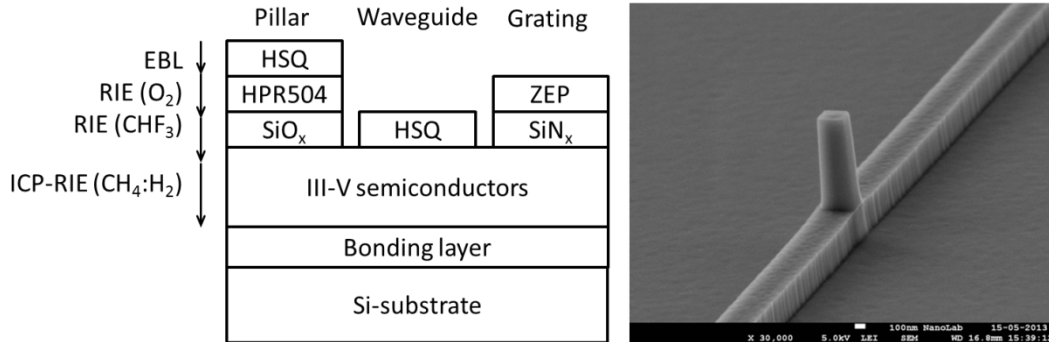 Pillar Waveguide Grating
EBL HSQ
RIE (O₂) HPR504 ZEP
RIE (CHF₃) SiOₓ HSQ SiNₓ
ICP-RIE (CH₄:H₂) III-V semiconductors
Bonding layer
Si-substrate
100nm NanoLab 15-05-2013
X 30,000 5.0kV LEI SEM WD 16.8mm